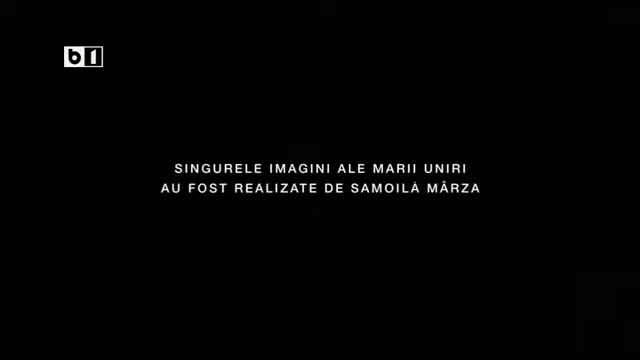 b1
SINGURELE IMAGINI ALE MARII UNIRI
AU FOST REALIZATE DE SAMOILĂ MÂRZA